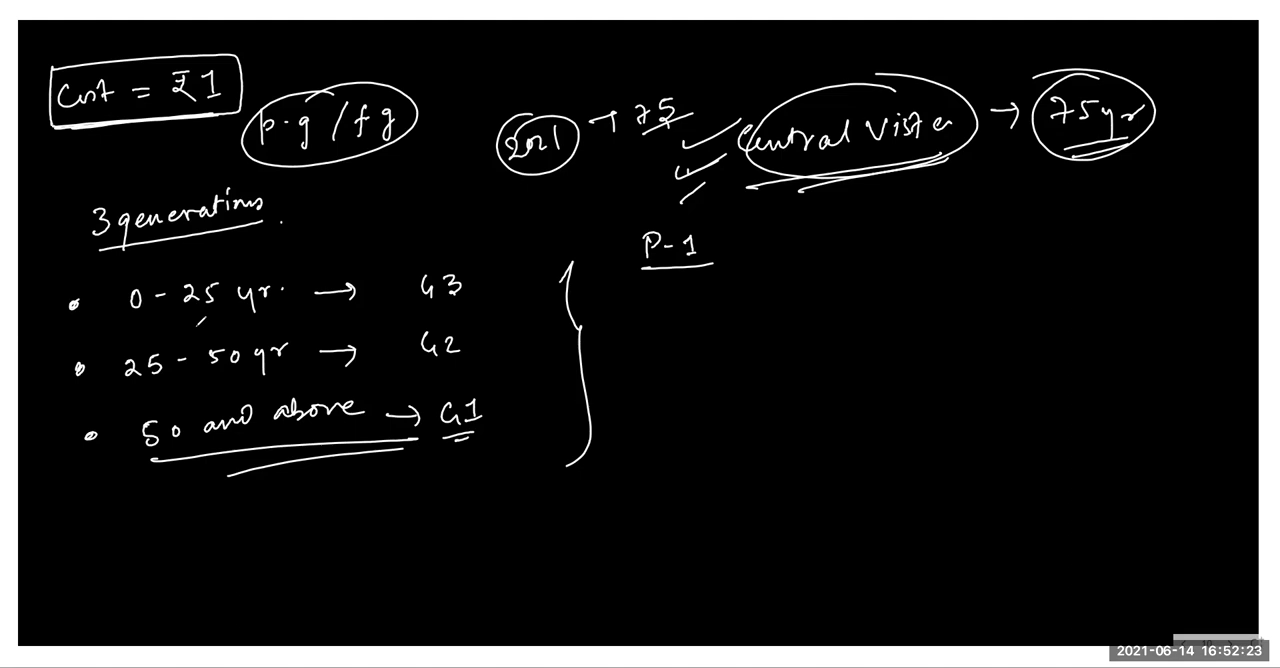 Cost = ₹1
p.g / f g
2021 → 75
Central Vista → 75 yr
3 generations
P-1
• 0 - 25 yr. → G3
• 25 - 50 yr → G2
• 50 and above → G1
2021-06-14 16:52:23